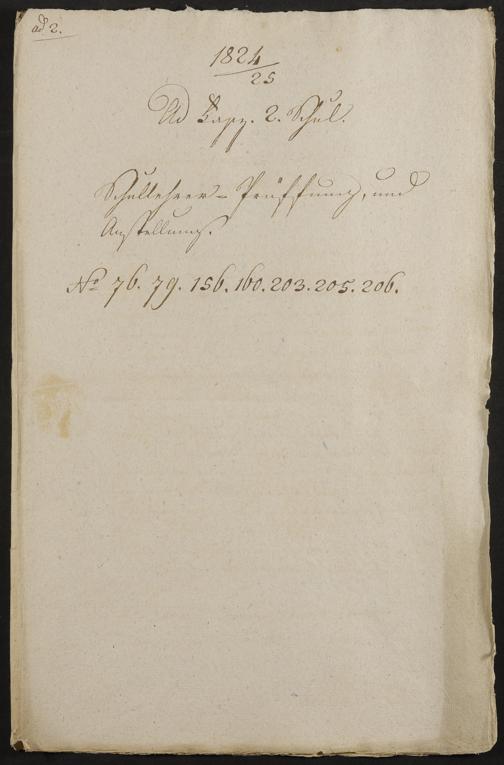 ad 2.
1824
25
Ad Kapp. 2. Schul.
Schullehrer- Prüffung, und
Anstellung.
No 76. 79. 156. 160. 203. 205. 206.